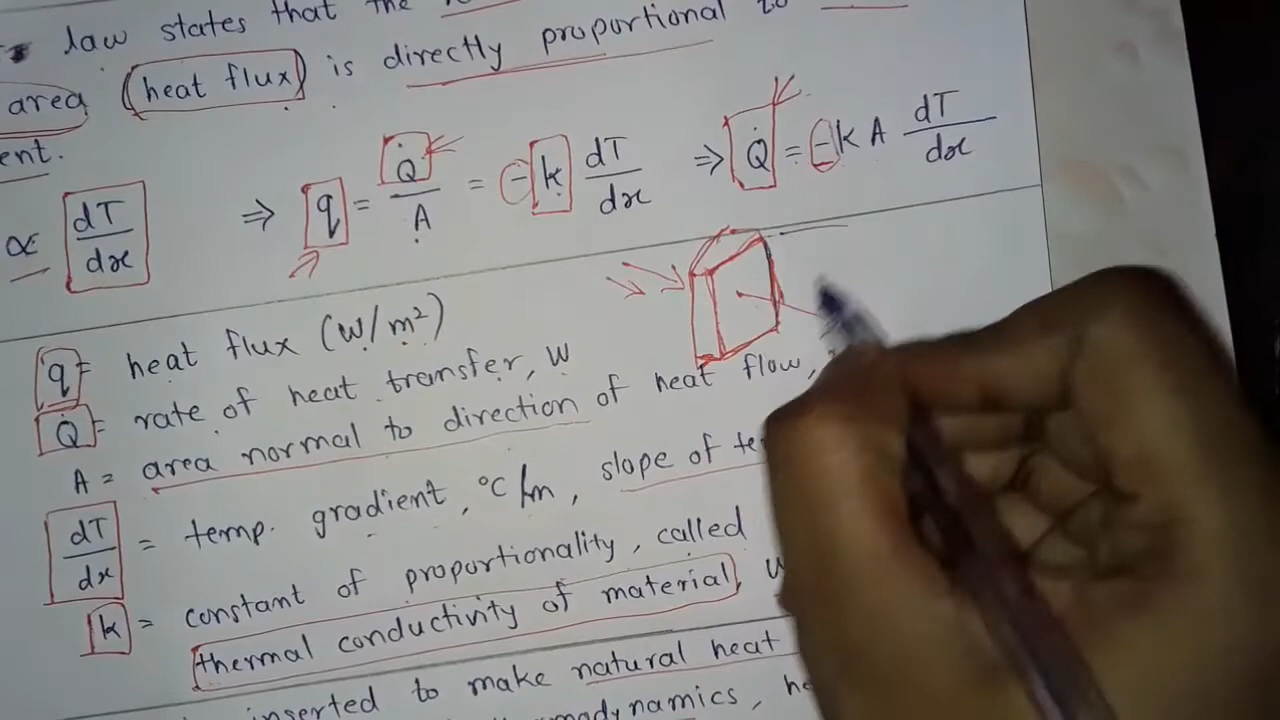 law states that the
area (heat flux) is directly proportional to
ent.
∝ dT/dx ⇒ q = Q̇/A = -k dT/dx ⇒ Q̇ = -kA dT/dx
q = heat flux (W/m²)
Q̇ = rate of heat transfer, W
A = area normal to direction of heat flow,
dT/dx = temp. gradient, °C/m, slope of te
k = constant of proportionality, called
thermal conductivity of material, W
inserted to make natural heat
modynamics, he